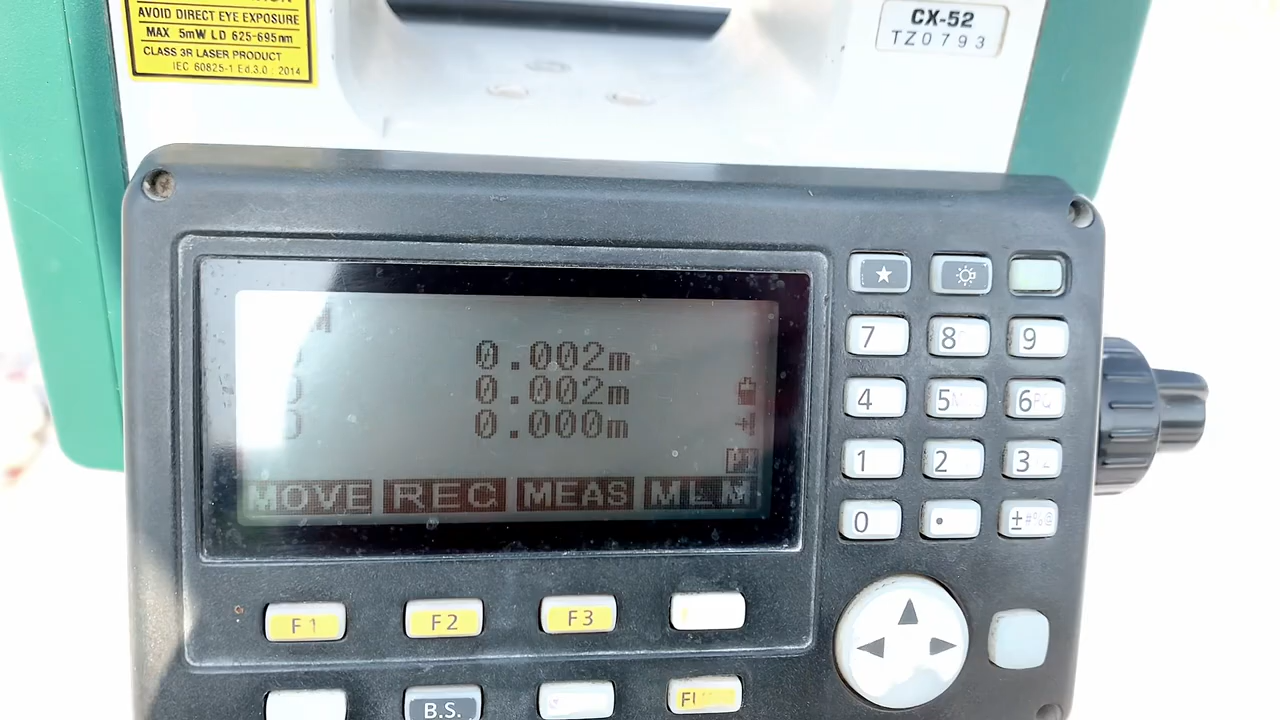 AVOID DIRECT EYE EXPOSURE
MAX 5mW LD 625-695nm
CLASS 3R LASER PRODUCT
IEC 60825-1 Ed.3.0 : 2014
CX-52
TZ0793
0.002m
0.002m
0.000m
MOVE REC MEAS MLM
★
7 8 9
4 5 6
1 2 3
0 . ±#%@
F1 F2 F3
B.S.